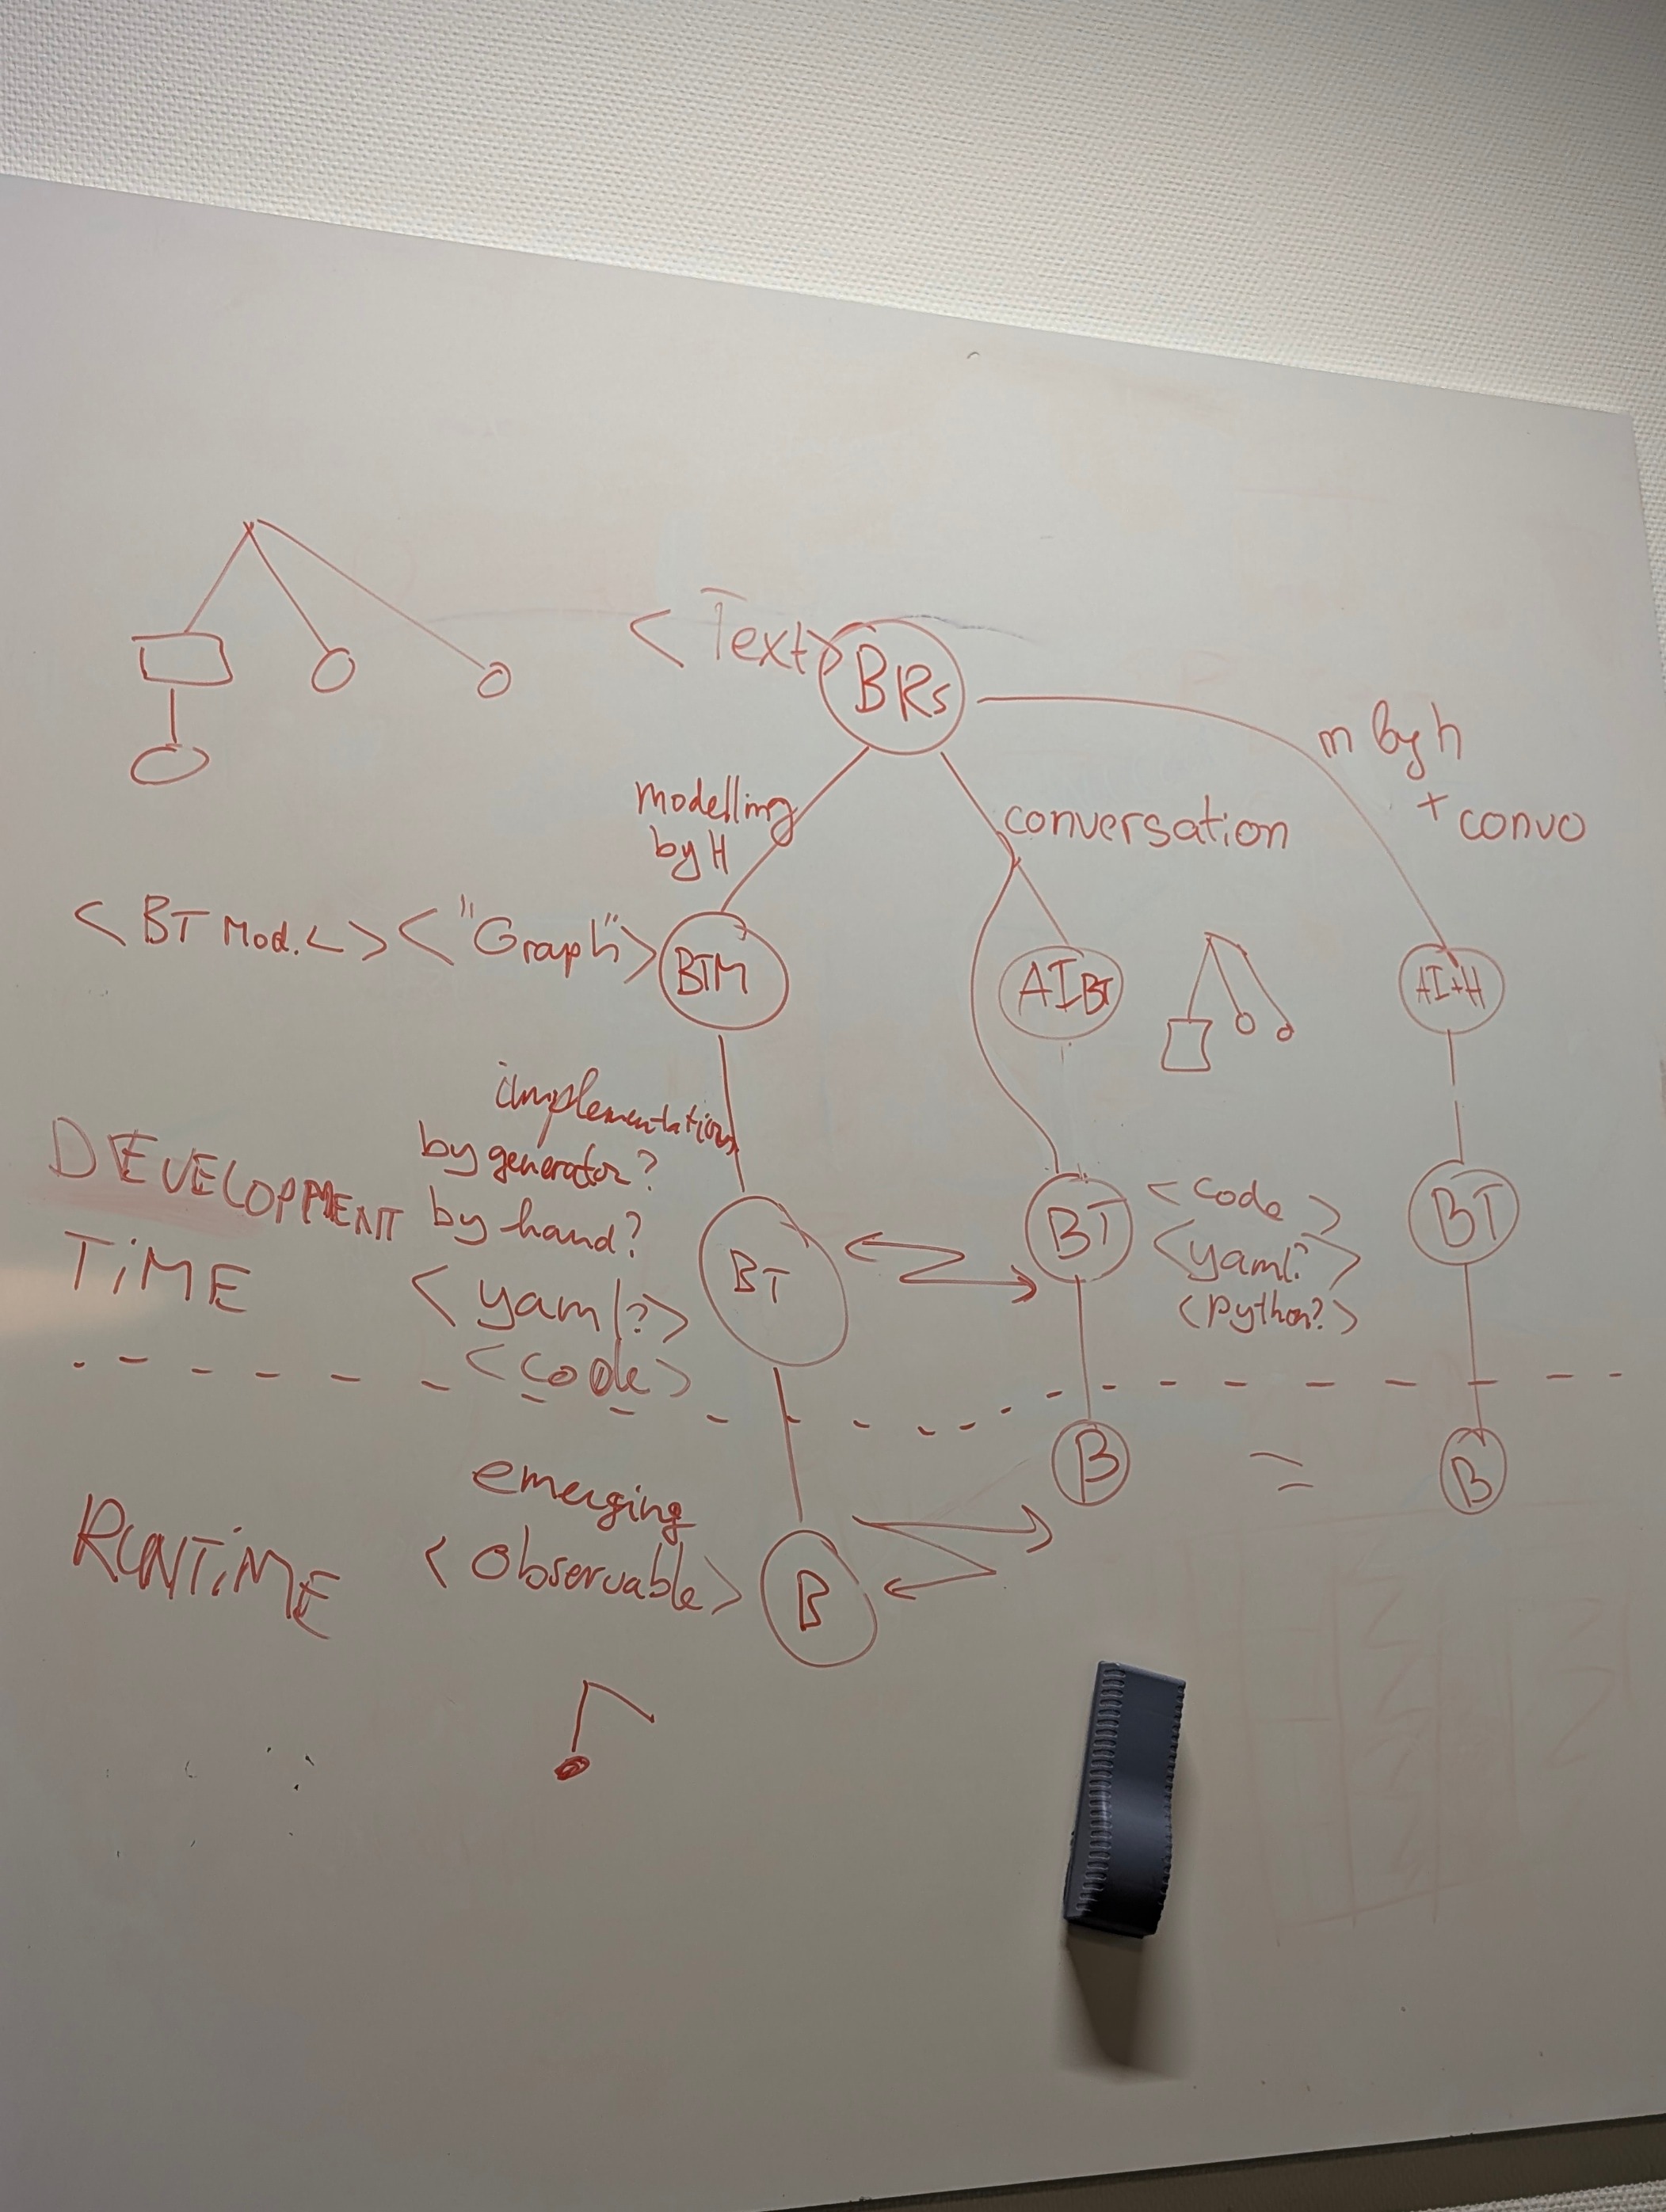 <Text>
BRs
m by h
+ convo
modelling
by H
conversation
<BT Mod.L> <"Graph">
BTM
AIBT
AI+H
implementation
by generator?
by hand?
DEVELOPMENT
TIME
<yaml?>
<code>
BT
BT
<code>
<yaml?>
<python?>
BT
RUNTIME
emerging
<observable>
B
B
=
B